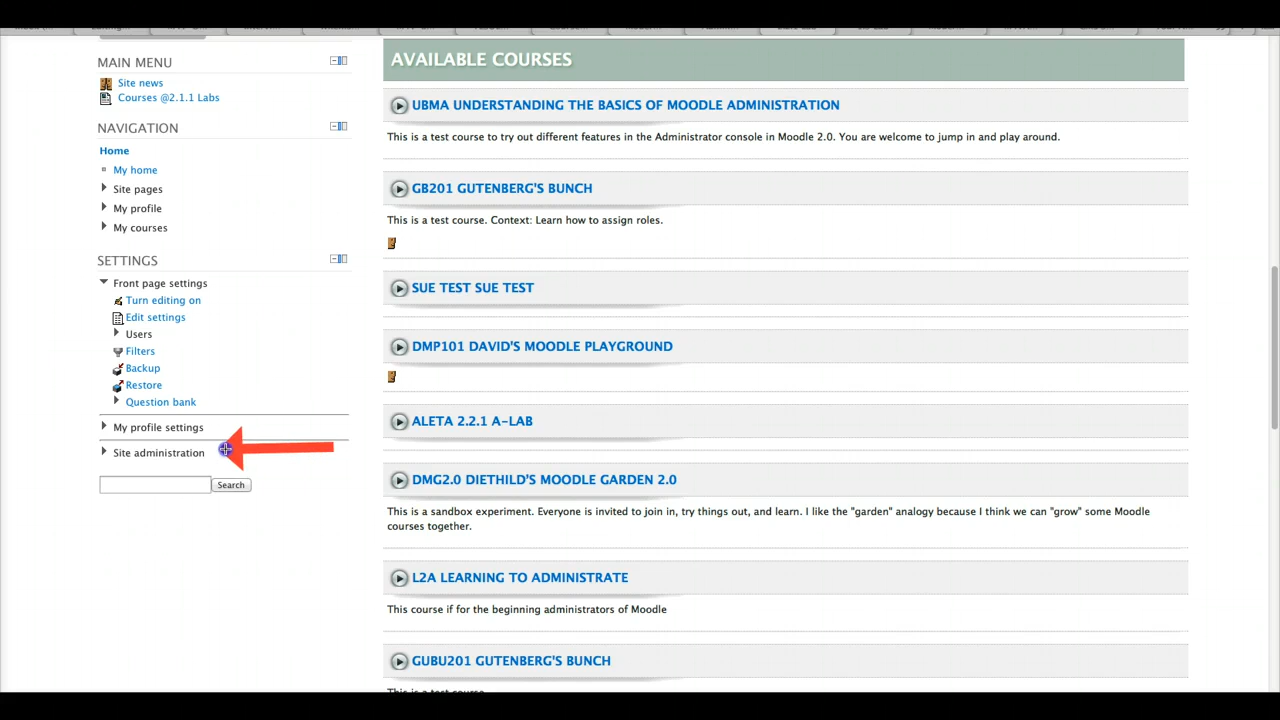 MAIN MENU
Site news
Courses @2.1.1 Labs
NAVIGATION
Home
My home
Site pages
My profile
My courses
SETTINGS
Front page settings
Turn editing on
Edit settings
Users
Filters
Backup
Restore
Question bank
My profile settings
Site administration
Search
AVAILABLE COURSES
UBMA UNDERSTANDING THE BASICS OF MOODLE ADMINISTRATION
This is a test course to try out different features in the Administrator console in Moodle 2.0. You are welcome to jump in and play around.
GB201 GUTENBERG'S BUNCH
This is a test course. Context: Learn how to assign roles.
SUE TEST SUE TEST
DMP101 DAVID'S MOODLE PLAYGROUND
ALETA 2.2.1 A-LAB
DMG2.0 DIETHILD'S MOODLE GARDEN 2.0
This is a sandbox experiment. Everyone is invited to join in, try things out, and learn. I like the "garden" analogy because I think we can "grow" some Moodle
courses together.
L2A LEARNING TO ADMINISTRATE
This course if for the beginning administrators of Moodle
GUBU201 GUTENBERG'S BUNCH
This is a test course